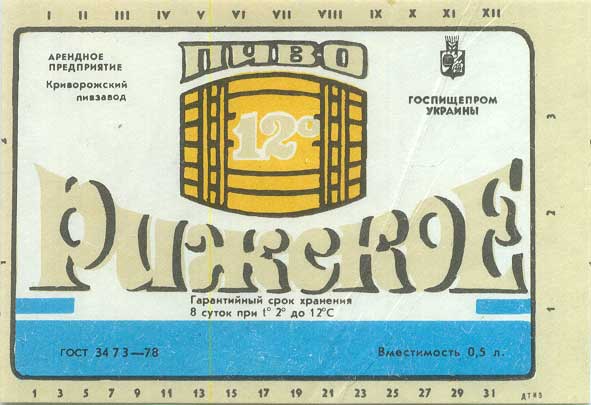 I II III IV V VI VII VIII IX X XI XII
АРЕНДНОЕ
ПРЕДПРИЯТИЕ
Криворожский
пивзавод
ПИВО
12°
ГОСПИЩЕПРОМ
УКРАИНЫ
РИЖСКОЕ
Гарантийный срок хранения
8 суток при t° 2° до 12°С
ГОСТ 3473—78
Вместимость 0,5 л.
1 3 5 7 9 11 13 15 17 19 21 23 25 27 29 31
3
2
1